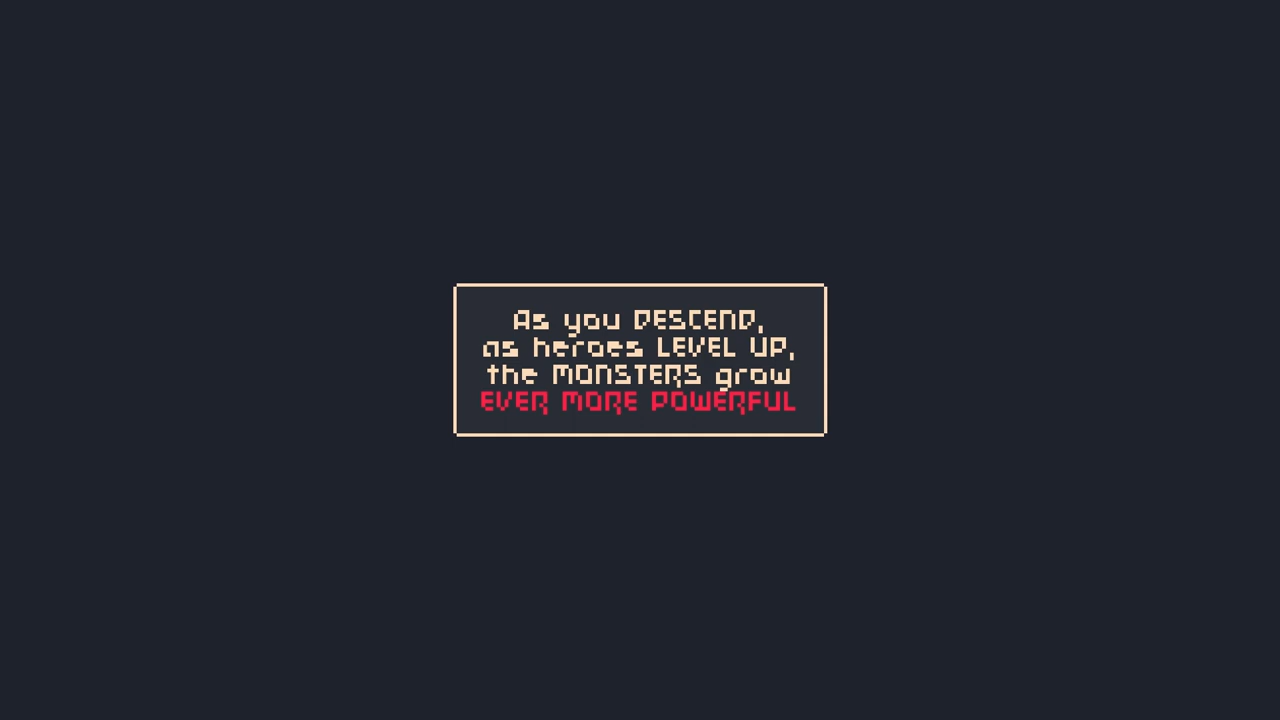 As you DESCEND,
as heroes LEVEL UP,
the MONSTERS grow
EVER MORE POWERFUL